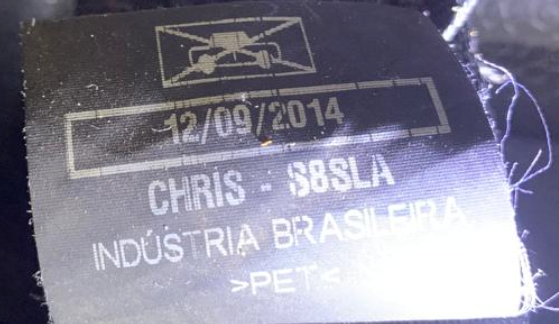 12/09/2014
CHRIS - S8SLA
INDÚSTRIA BRASILEIRA
>PET<